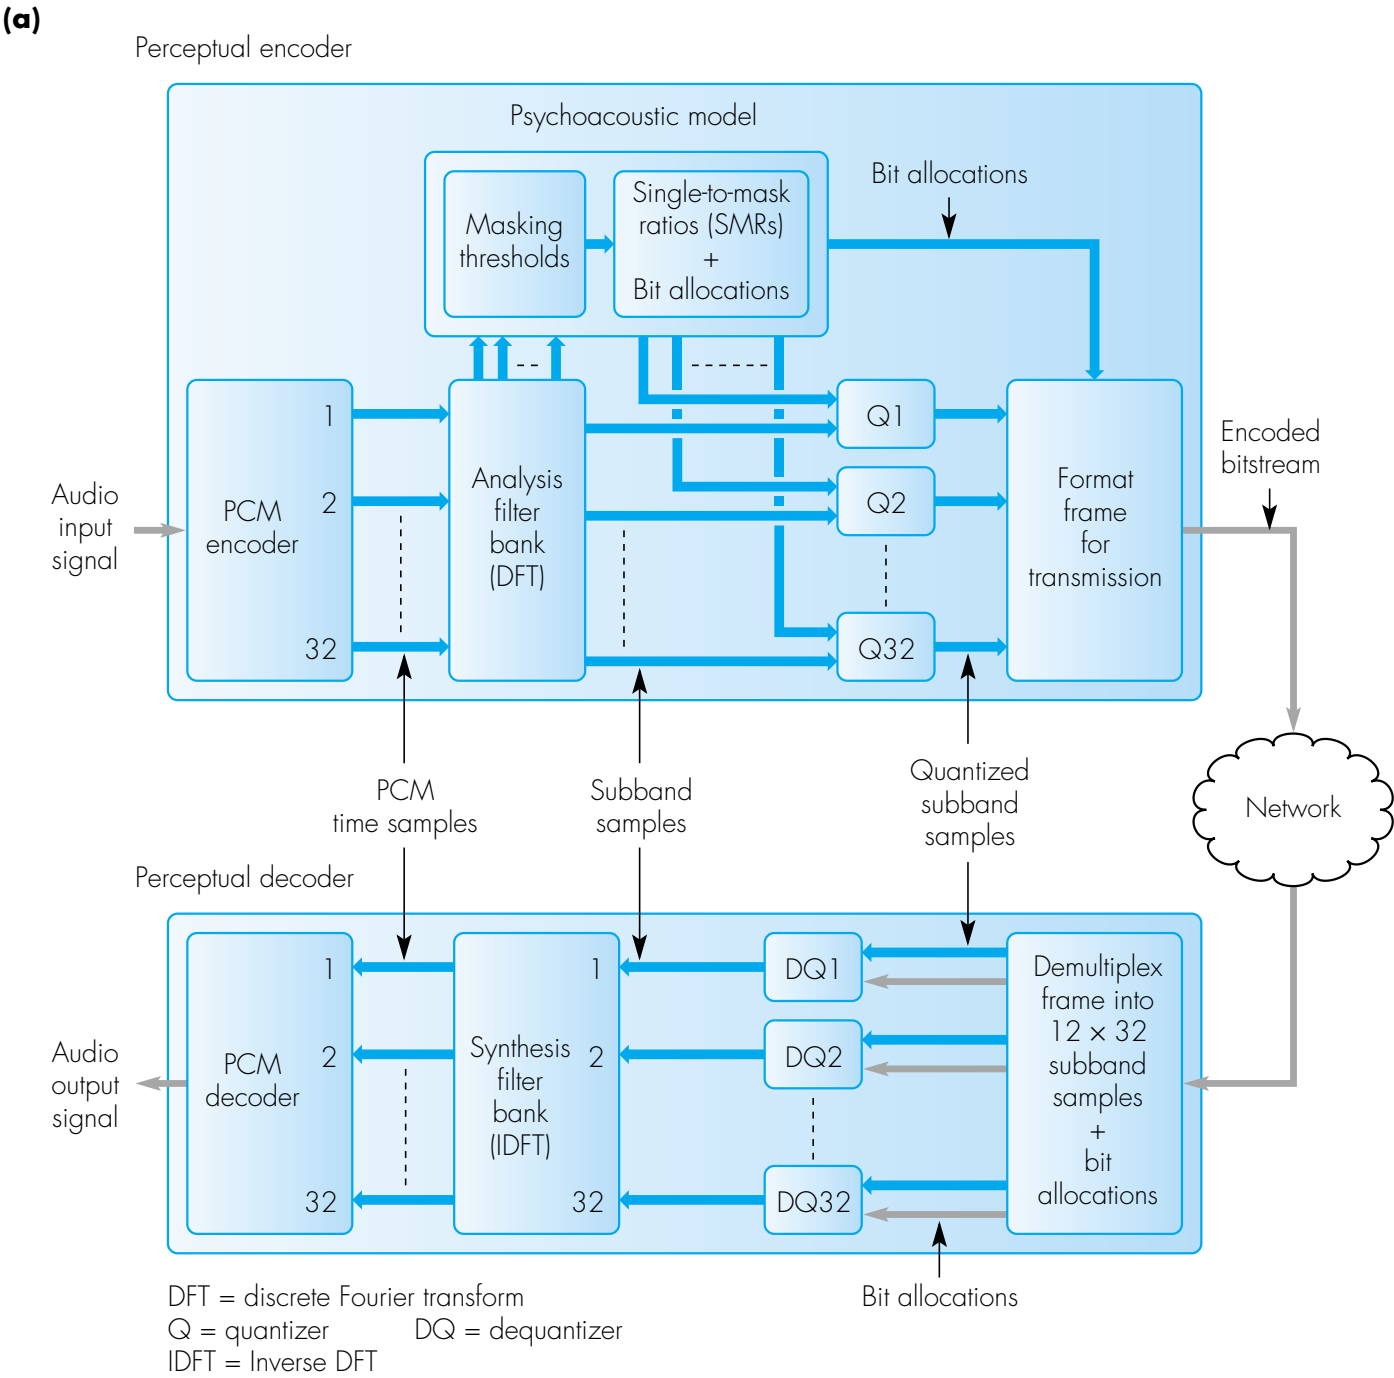 (a)
Perceptual encoder
Psychoacoustic model
Masking
thresholds
Single-to-mask
ratios (SMRs)
+
Bit allocations
Bit allocations
Audio
input
signal
PCM
encoder
1
2
32
Analysis
filter
bank
(DFT)
Q1
Q2
Q32
Format
frame
for
transmission
Encoded
bitstream
PCM
time samples
Subband
samples
Quantized
subband
samples
Network
Perceptual decoder
Audio
output
signal
PCM
decoder
1
2
32
Synthesis
filter
bank
(IDFT)
1
2
32
DQ1
DQ2
DQ32
Demultiplex
frame into
12 × 32
subband
samples
+
bit
allocations
Bit allocations
DFT = discrete Fourier transform
Q = quantizer DQ = dequantizer
IDFT = Inverse DFT